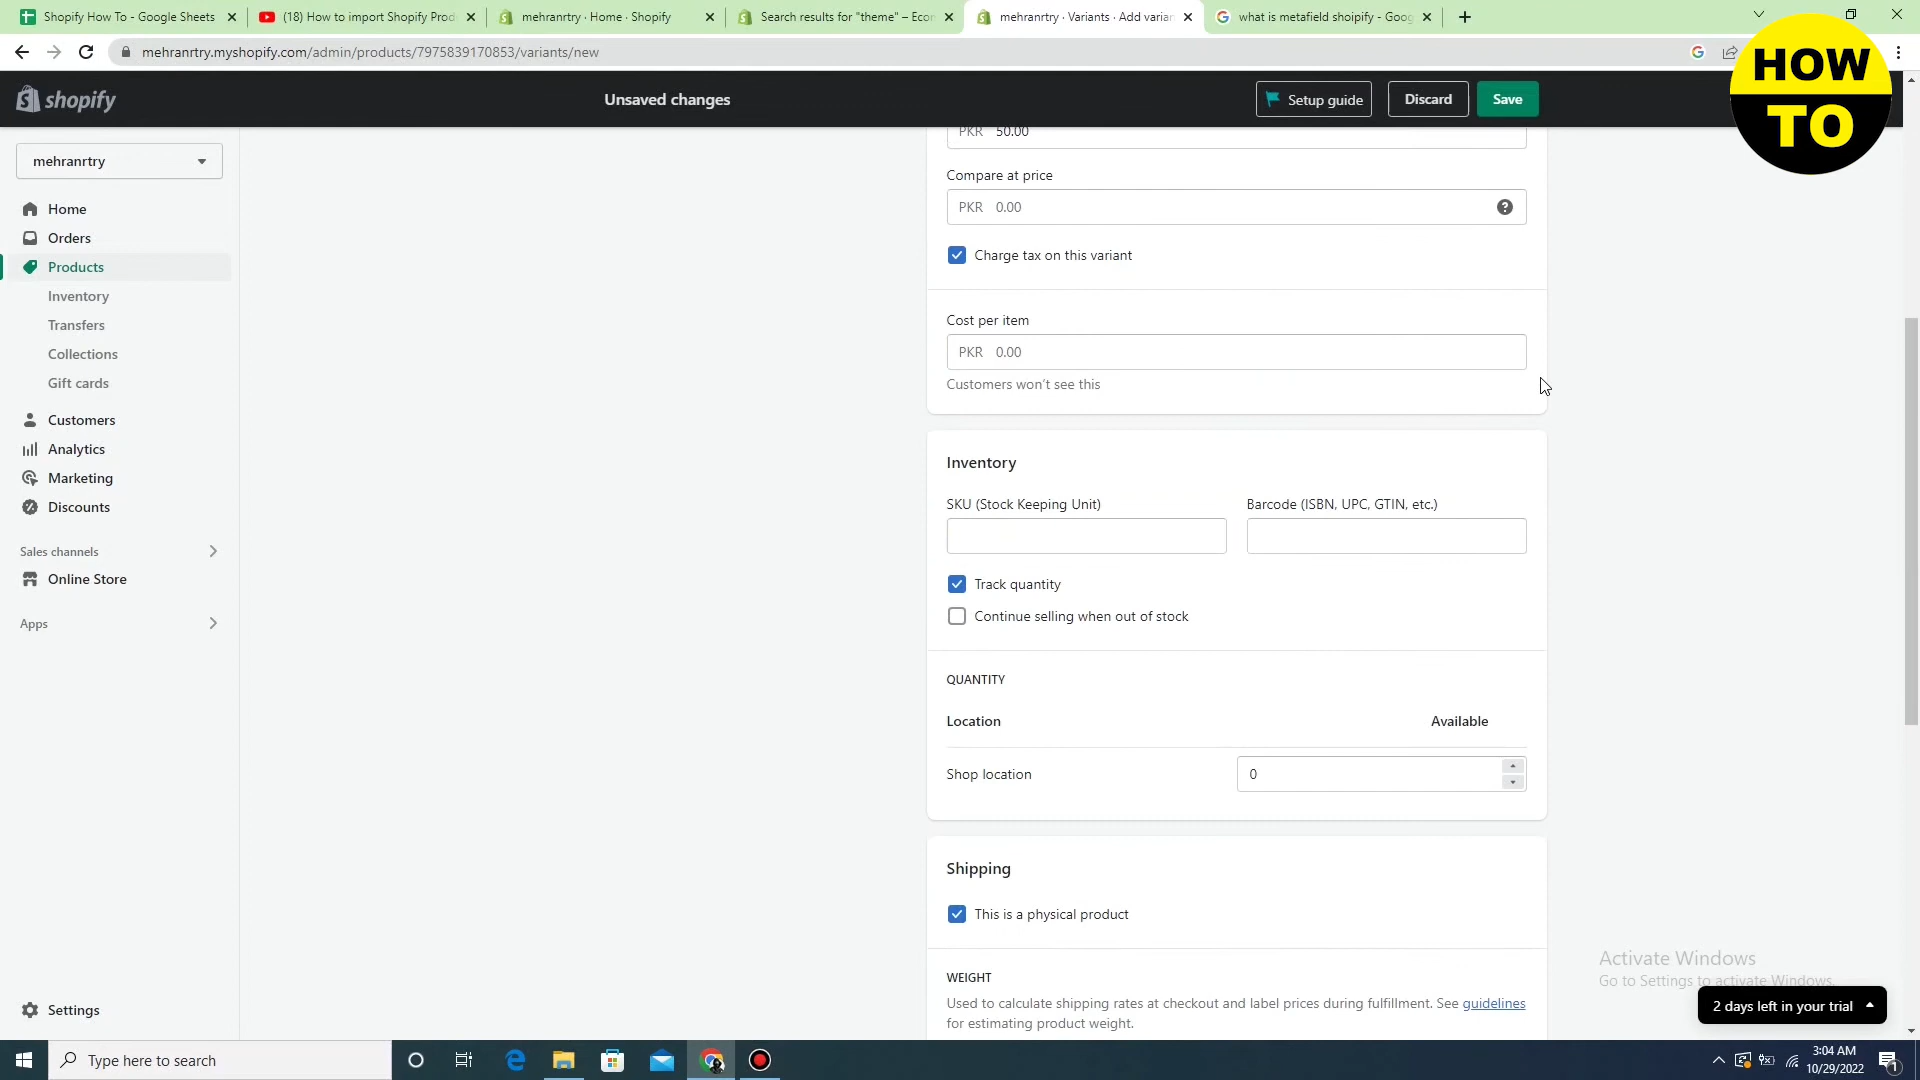 Shopify How To - Google Sheets
(18) How to import Shopify Prod
mehranrtry · Home · Shopify
Search results for "theme" – Ecor
mehranrtry · Variants · Add varian
what is metafield shoipify - Goog
mehranrtry.myshopify.com/admin/products/7975839170853/variants/new
HOW
TO
shopify
Unsaved changes
Setup guide
Discard
Save
mehranrtry
Home
Orders
Products
Inventory
Transfers
Collections
Gift cards
Customers
Analytics
Marketing
Discounts
Sales channels
Online Store
Apps
Settings
PKR 50.00
Compare at price
PKR 0.00
Charge tax on this variant
Cost per item
PKR 0.00
Customers won't see this
Inventory
SKU (Stock Keeping Unit)
Barcode (ISBN, UPC, GTIN, etc.)
Track quantity
Continue selling when out of stock
QUANTITY
Location
Available
Shop location
0
Shipping
This is a physical product
WEIGHT
Used to calculate shipping rates at checkout and label prices during fulfillment. See guidelines
for estimating product weight.
Activate Windows
Go to Settings to activate Windows.
2 days left in your trial
Type here to search
3:04 AM
10/29/2022
1